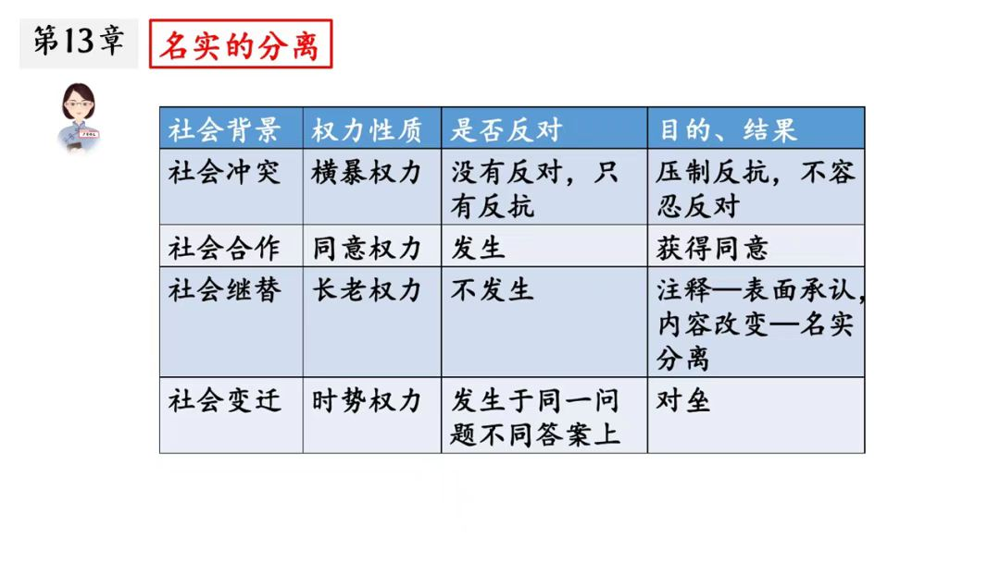 第13章
名实的分离
社会背景 权力性质 是否反对 目的、结果
社会冲突 横暴权力 没有反对，只 压制反抗，不容
有反抗 忍反对
社会合作 同意权力 发生 获得同意
社会继替 长老权力 不发生 注释—表面承认，
内容改变—名实
分离
社会变迁 时势权力 发生于同一问 对垒
题不同答案上